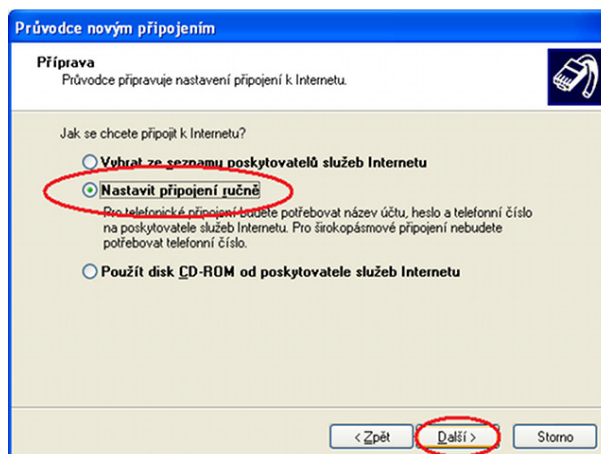 Průvodce novým připojením
Příprava
Průvodce připravuje nastavení připojení k Internetu.
Jak se chcete připojit k Internetu?
Vybrat ze seznamu poskytovatelů služeb Internetu
Nastavit připojení ručně
Pro telefonické připojení budete potřebovat název účtu, heslo a telefonní číslo
na poskytovatele služeb Internetu. Pro širokopásmové připojení nebudete
potřebovat telefonní číslo.
Použít disk CD-ROM od poskytovatele služeb Internetu
< Zpět
Další >
Storno